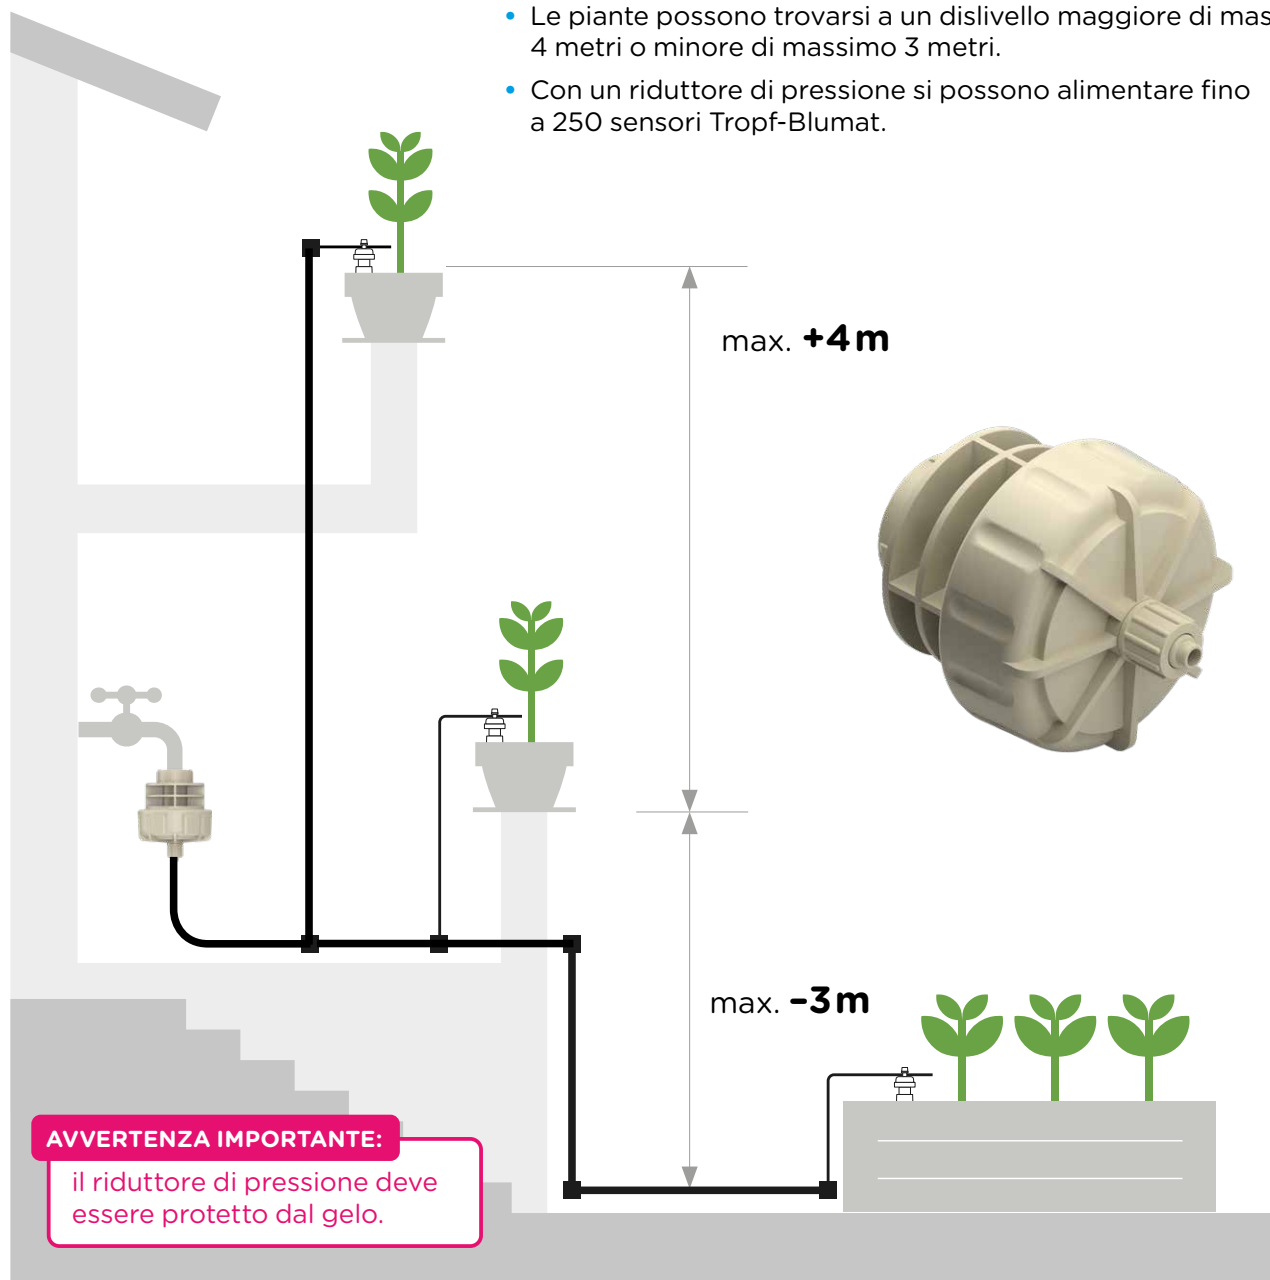 • Le piante possono trovarsi a un dislivello maggiore di mas
4 metri o minore di massimo 3 metri.
• Con un riduttore di pressione si possono alimentare fino
a 250 sensori Tropf-Blumat.
max. +4m
max. –3m
AVVERTENZA IMPORTANTE:
il riduttore di pressione deve
essere protetto dal gelo.